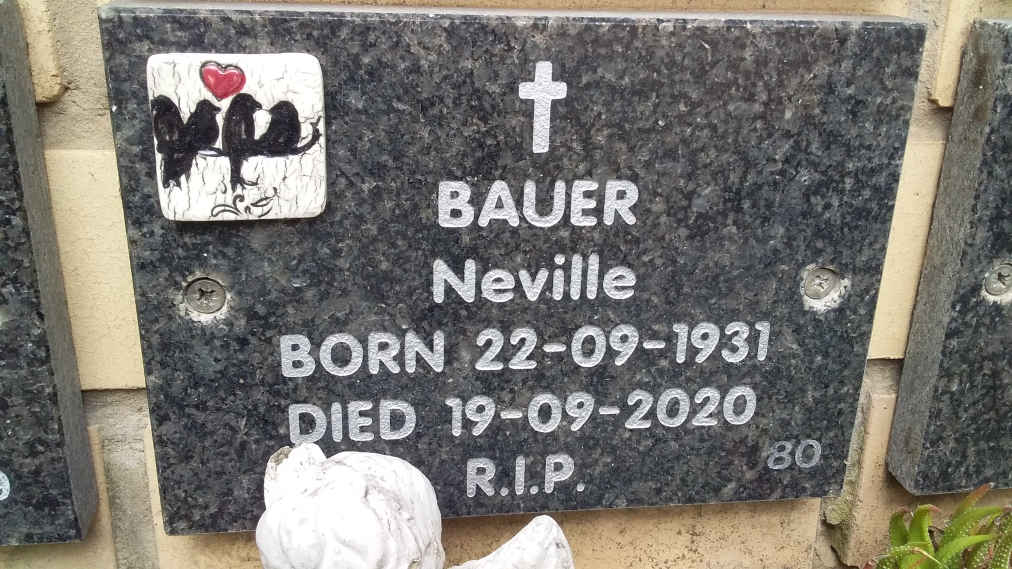 BAUER
Neville
BORN 22-09-1931
DIED 19-09-2020
R.I.P.
80